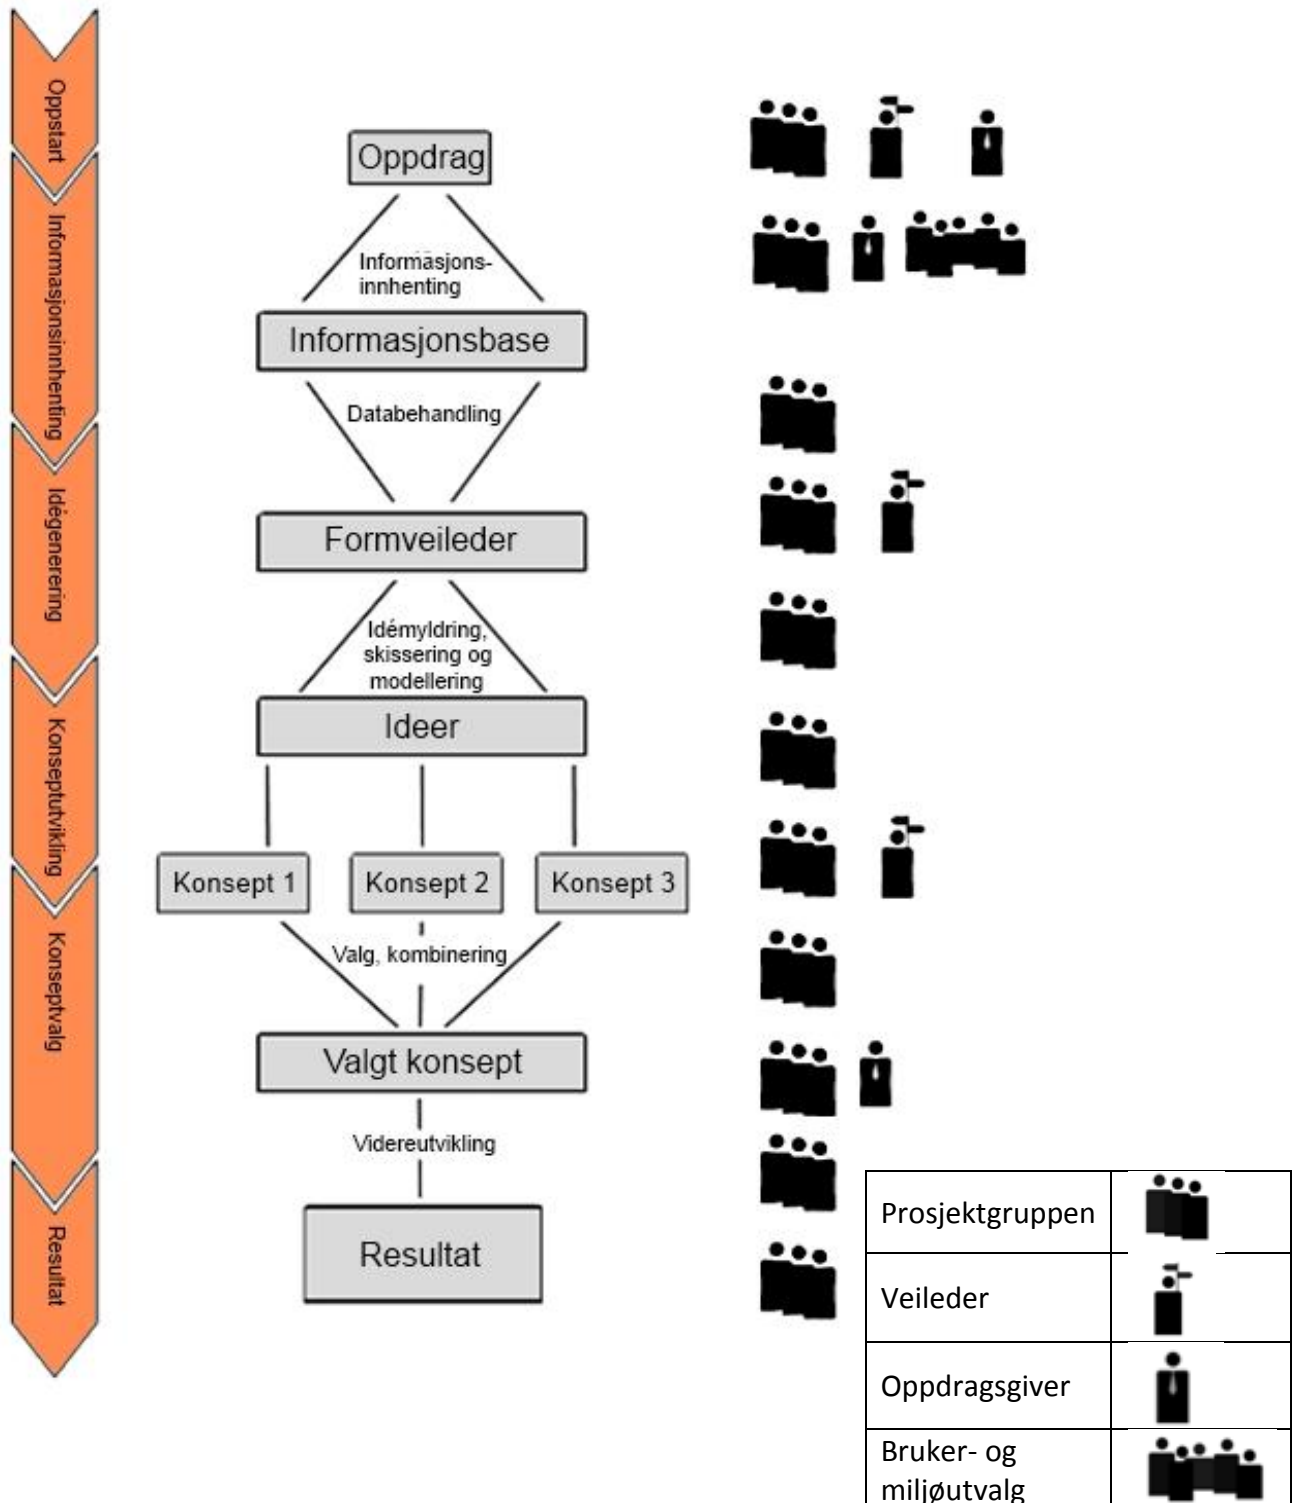 Oppstart
Informasjonsinnhenting
Idégenerering
Konseptutvikling
Konseptvalg
Resultat
Oppdrag
Informasjons-
innhenting
Informasjonsbase
Databehandling
Formveileder
Idémyldring,
skissering og
modellering
Ideer
Konsept 1
Konsept 2
Konsept 3
Valg, kombinering
Valgt konsept
Videreutvikling
Resultat
Prosjektgruppen
Veileder
Oppdragsgiver
Bruker- og
miljøutvalg